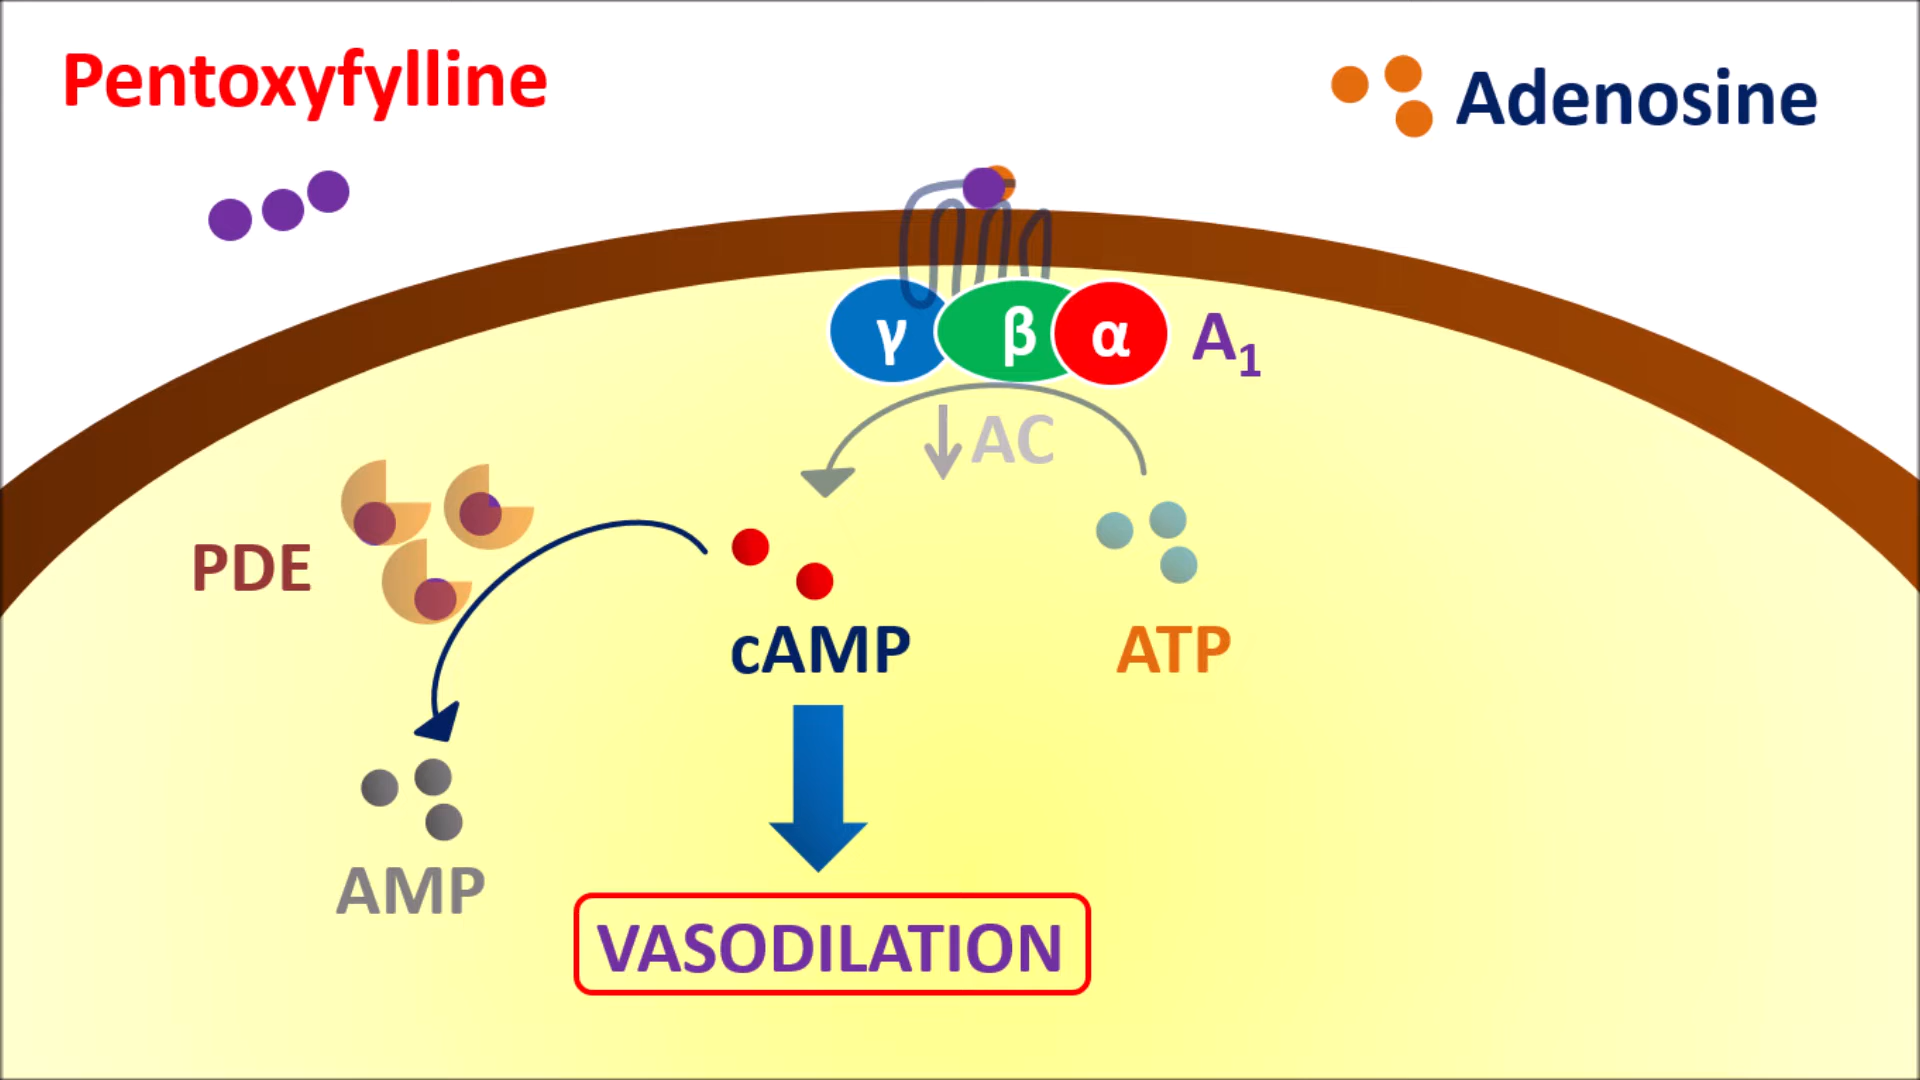 Pentoxyfylline
Adenosine
γ
β
α
A₁
AC
PDE
cAMP
ATP
AMP
VASODILATION